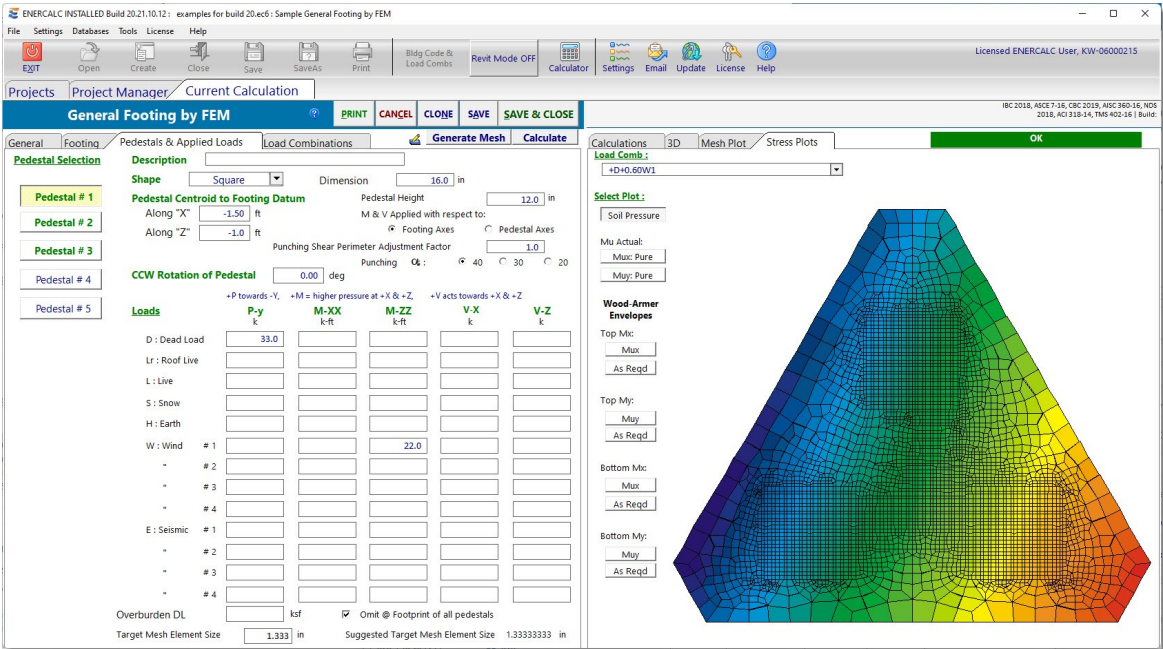 ENERCALC INSTALLED Build 20.21.10.12 : examples for build 20.ec6 : Sample General Footing by FEM
File Settings Databases Tools License Help
EXIT Open Create Close Save SaveAs Print Bldg Code & Load Combs Revit Mode OFF Calculator Settings Email Update License Help
Licensed ENERCALC User, KW-06000215
Projects Project Manager Current Calculation
General Footing by FEM ? PRINT CANCEL CLONE SAVE SAVE & CLOSE
IBC 2018, ASCE 7-16, CBC 2019, AISC 360-16, NDS
2018, ACI 318-14, TMS 402-16 | Build:
General Footing Pedestals & Applied Loads Load Combinations Generate Mesh Calculate
Calculations 3D Mesh Plot Stress Plots OK
Pedestal Selection
Pedestal # 1
Pedestal # 2
Pedestal # 3
Pedestal # 4
Pedestal # 5
Description
Shape Square Dimension 16.0 in
Pedestal Centroid to Footing Datum Pedestal Height 12.0 in
Along "X" -1.50 ft M & V Applied with respect to:
Along "Z" -1.0 ft Footing Axes Pedestal Axes
Punching Shear Perimeter Adjustment Factor 1.0
Punching αs : 40 30 20
CCW Rotation of Pedestal 0.00 deg
+P towards -Y, +M = higher pressure at +X & +Z, +V acts towards +X & +Z
Loads P-y M-XX M-ZZ V-X V-Z
k k-ft k-ft k k
D : Dead Load 33.0
Lr : Roof Live
L : Live
S : Snow
H : Earth
W : Wind # 1 22.0
" # 2
" # 3
" # 4
E : Seismic # 1
" # 2
" # 3
" # 4
Overburden DL ksf Omit @ Footprint of all pedestals
Target Mesh Element Size 1.333 in Suggested Target Mesh Element Size 1.33333333 in
Load Comb :
+D+0.60W1
Select Plot :
Soil Pressure
Mu Actual:
Mux: Pure
Muy: Pure
Wood-Armer
Envelopes
Top Mx:
Mux
As Reqd
Top My:
Muy
As Reqd
Bottom Mx:
Mux
As Reqd
Bottom My:
Muy
As Reqd